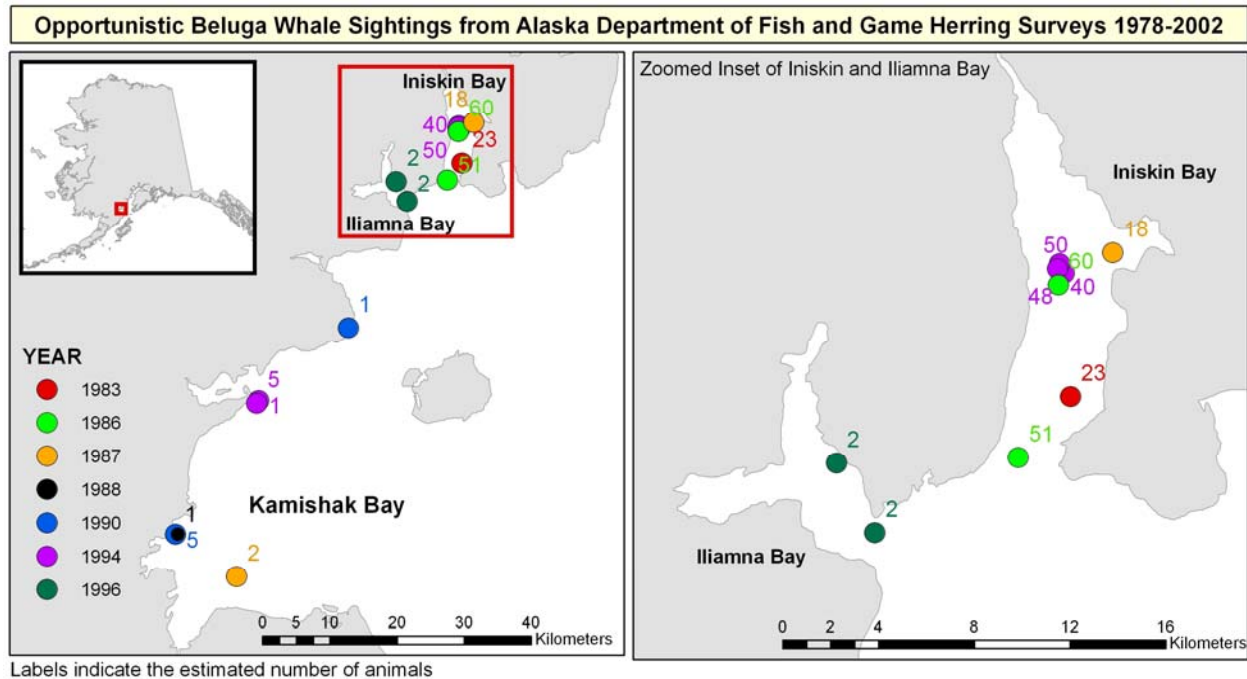 Opportunistic Beluga Whale Sightings from Alaska Department of Fish and Game Herring Surveys 1978-2002
Iniskin Bay
18 60
40
23
50
51
2
2
Iliamna Bay
1
YEAR
1983
1986
1987
1988
1990
1994
1996
5
1
Kamishak Bay
1
5
2
0 5 10 20 30 40
Kilometers
Zoomed Inset of Iniskin and Iliamna Bay
Iniskin Bay
18
50
60
48 40
23
51
2
2
Iliamna Bay
0 2 4 8 12 16
Kilometers
Labels indicate the estimated number of animals